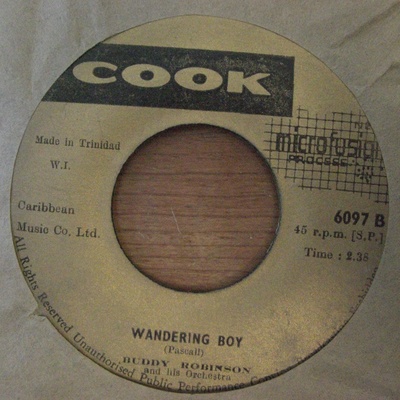 COOK
Made in Trinidad
W.I.
microfusion
PROCESS
Caribbean
Music Co, Ltd.
6097 B
45 r.p.m. [S.P.]
Time : 2.38
WANDERING BOY
(Pascall)
BUDDY ROBINSON
and his Orchestra
All Rights Reserved Unauthorised Public Performance